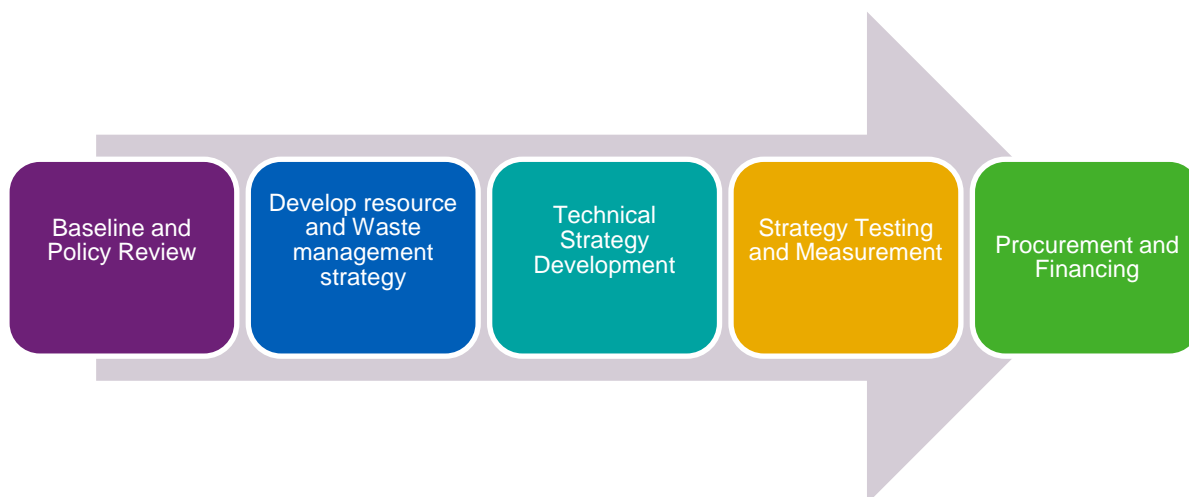 Baseline and
Policy Review
Develop resource
and Waste
management
strategy
Technical
Strategy
Development
Strategy Testing
and Measurement
Procurement and
Financing